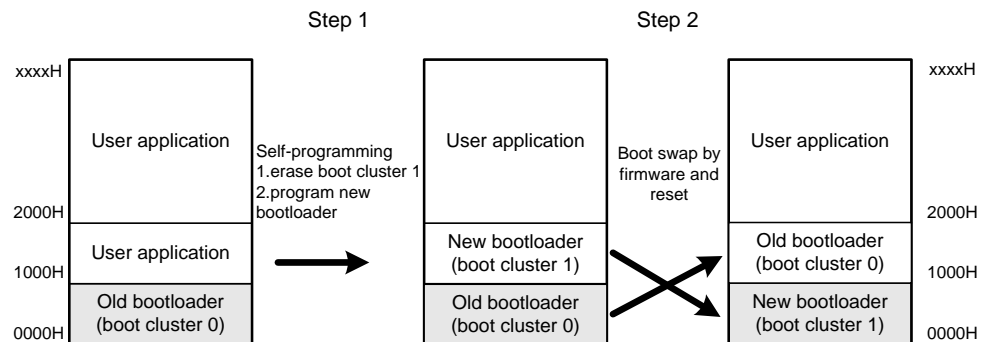 Step 1
Step 2
xxxxH
User application
2000H
User application
1000H
Old bootloader
(boot cluster 0)
0000H
Self-programming
1.erase boot cluster 1
2.program new
bootloader
User application
New bootloader
(boot cluster 1)
Old bootloader
(boot cluster 0)
Boot swap by
firmware and
reset
xxxxH
User application
2000H
Old bootloader
(boot cluster 0)
1000H
New bootloader
(boot cluster 1)
0000H